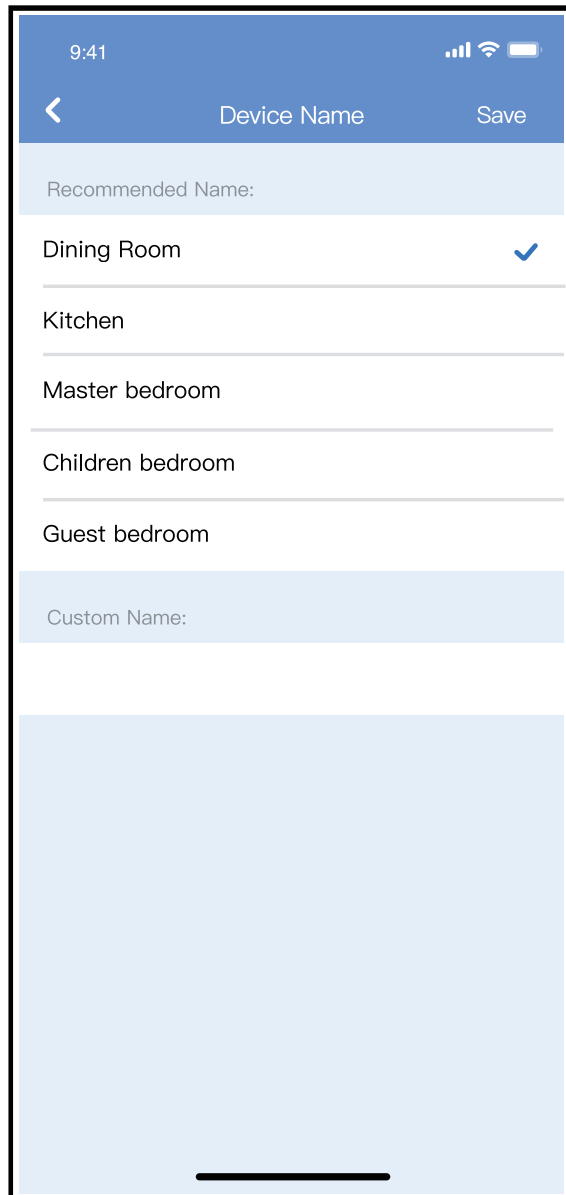 9:41
Device Name
Save
Recommended Name:
Dining Room
Kitchen
Master bedroom
Children bedroom
Guest bedroom
Custom Name: